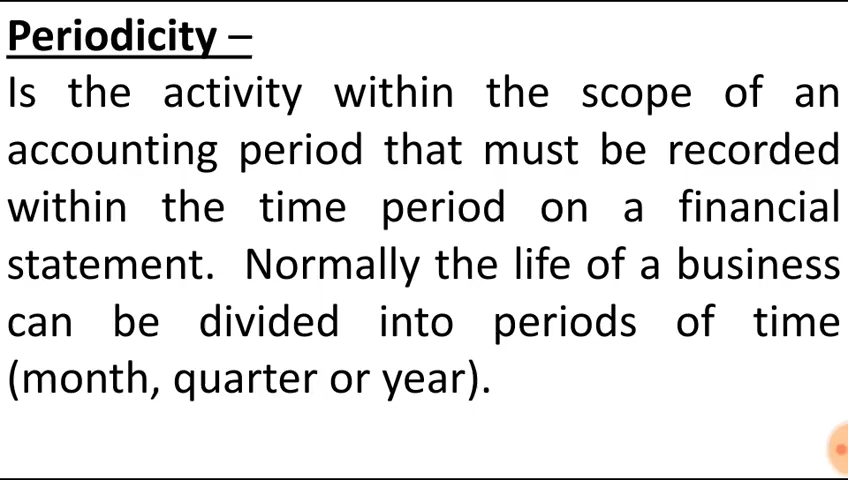 Periodicity –
Is the activity within the scope of an
accounting period that must be recorded
within the time period on a financial
statement.  Normally the life of a business
can be divided into periods of time
(month, quarter or year).